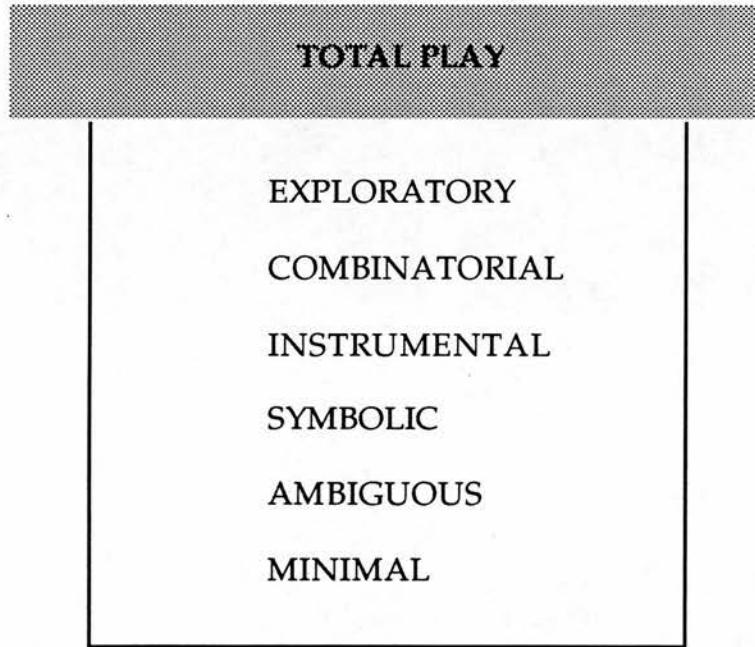 TOTAL PLAY
EXPLORATORY
COMBINATORIAL
INSTRUMENTAL
SYMBOLIC
AMBIGUOUS
MINIMAL